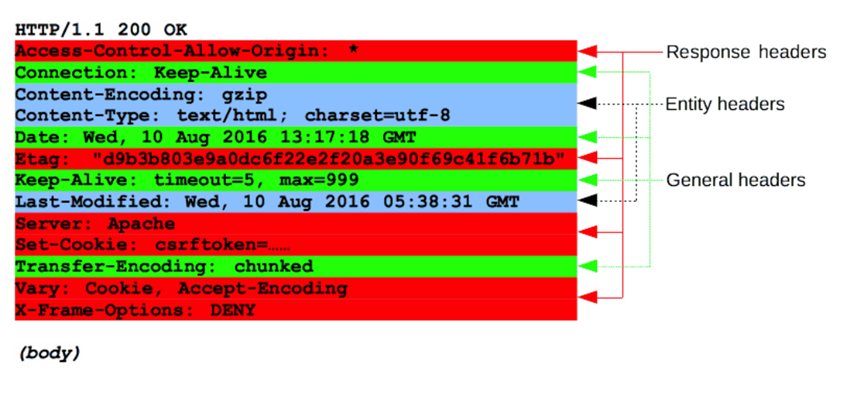 HTTP/1.1 200 OK
Access-Control-Allow-Origin: *
Response headers
Connection: Keep-Alive
Content-Encoding: gzip
Entity headers
Content-Type: text/html; charset=utf-8
Date: Wed, 10 Aug 2016 13:17:18 GMT
Etag: "d9b3b803e9a0dc6f22e2f20a3e90f69c41f6b71b"
Keep-Alive: timeout=5, max=999
General headers
Last-Modified: Wed, 10 Aug 2016 05:38:31 GMT
Server: Apache
Set-Cookie: csrftoken=……
Transfer-Encoding: chunked
Vary: Cookie, Accept-Encoding
X-Frame-Options: DENY
(body)